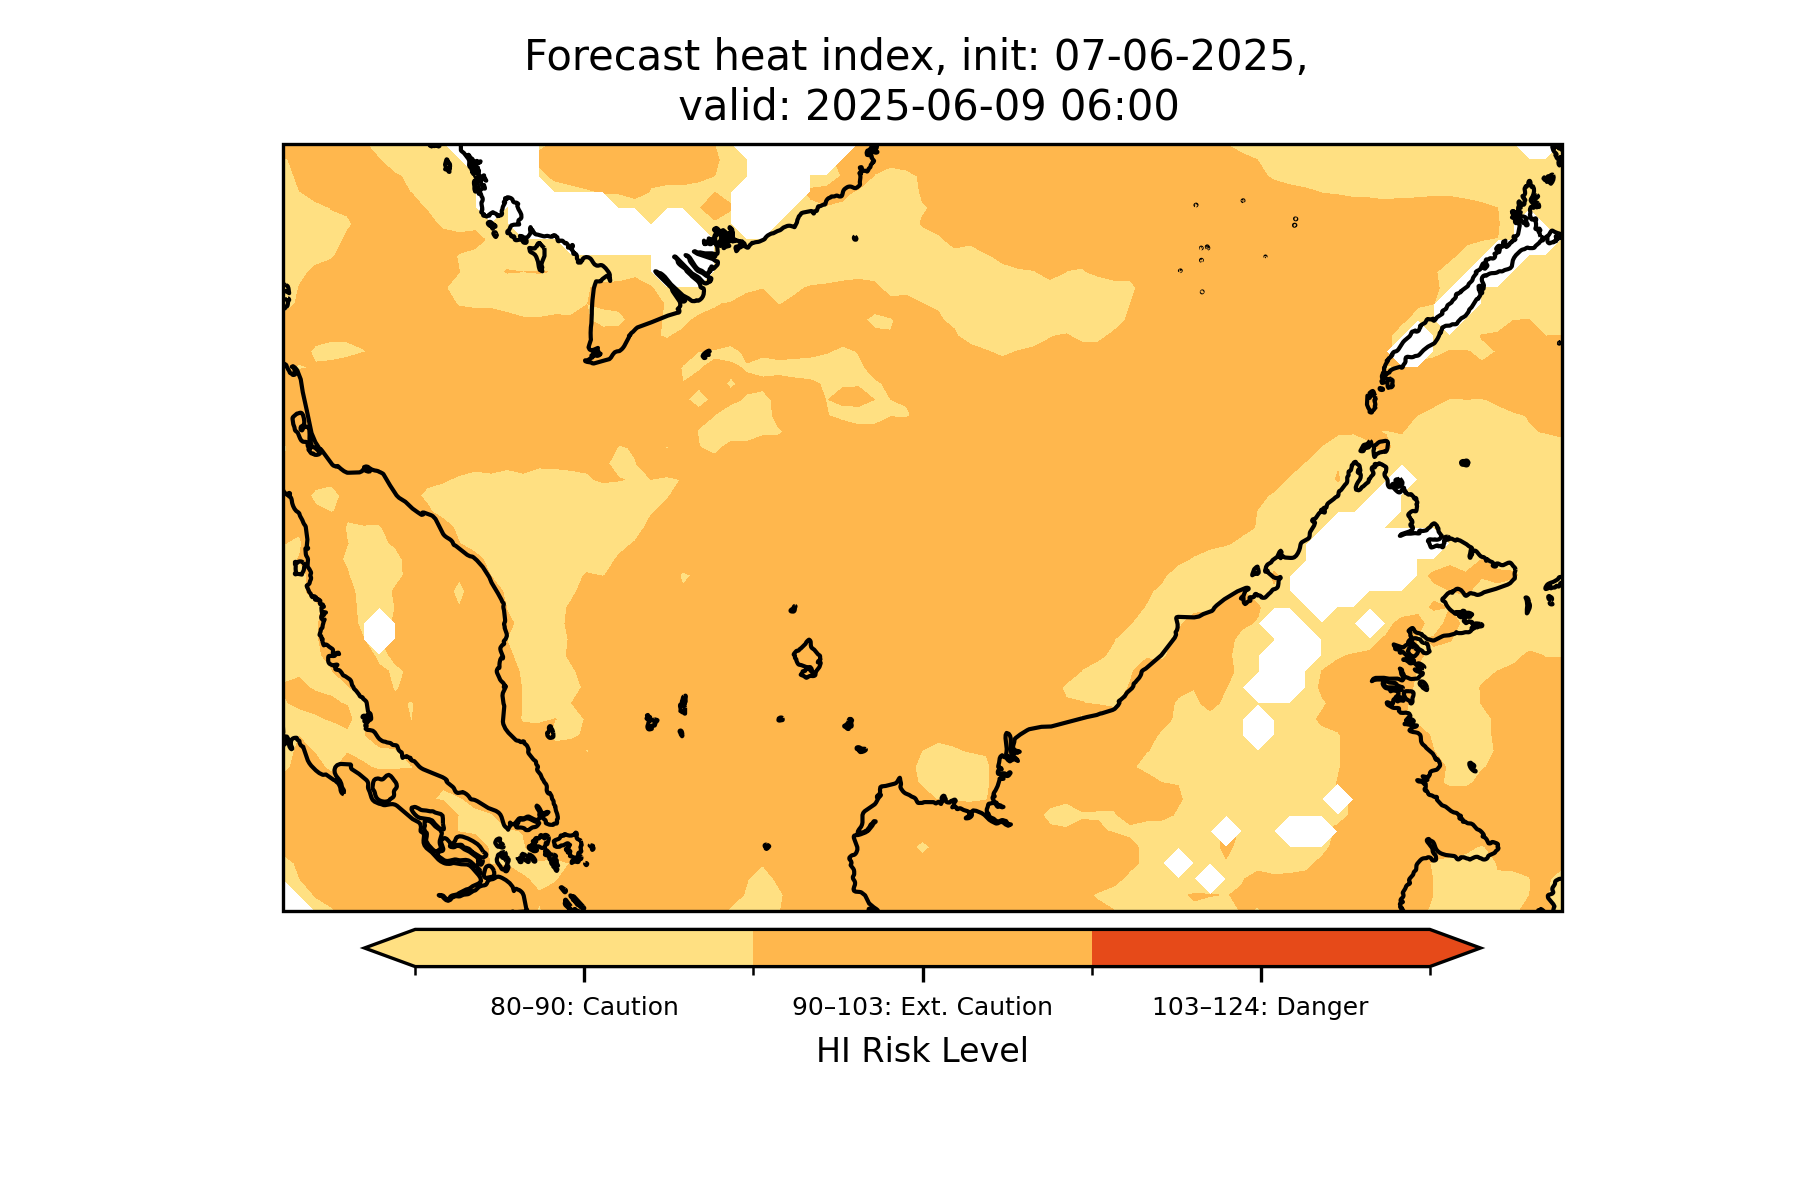 Forecast heat index, init: 07-06-2025,
valid: 2025-06-09 06:00
80–90: Caution
90–103: Ext. Caution
103–124: Danger
HI Risk Level